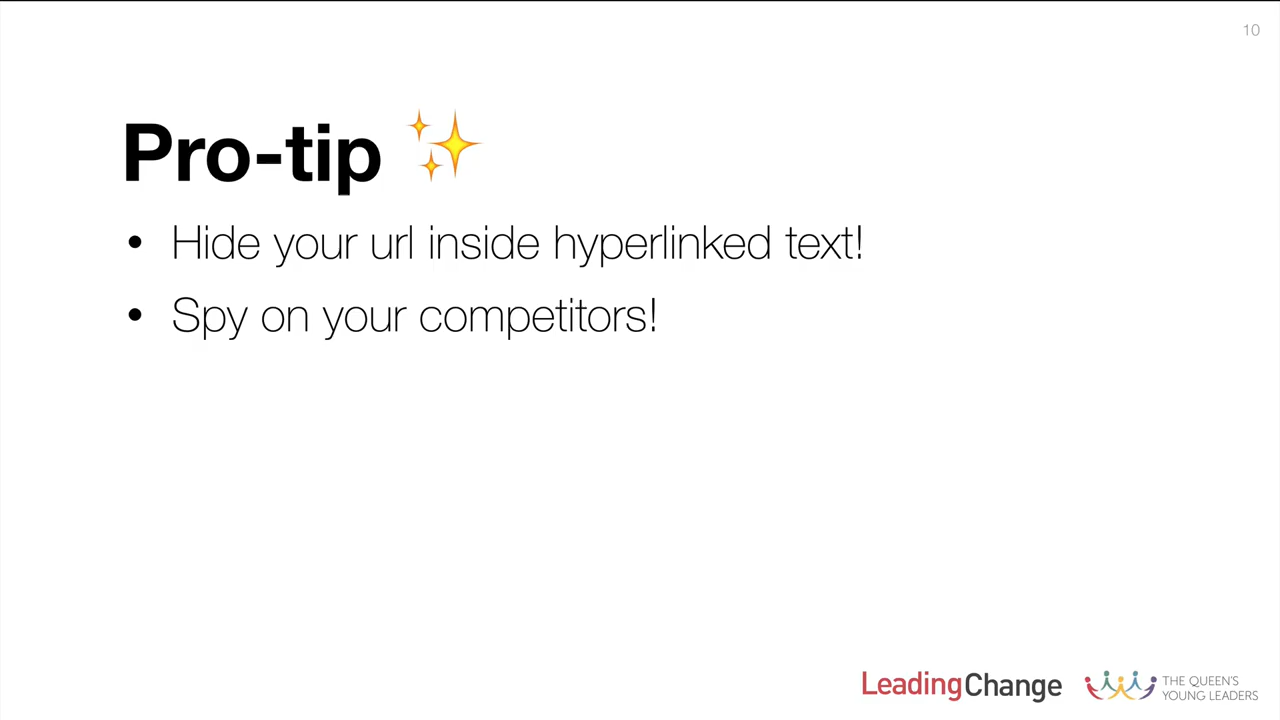 10
Pro-tip ✨
• Hide your url inside hyperlinked text!
• Spy on your competitors!
LeadingChange
THE QUEEN'S
YOUNG LEADERS